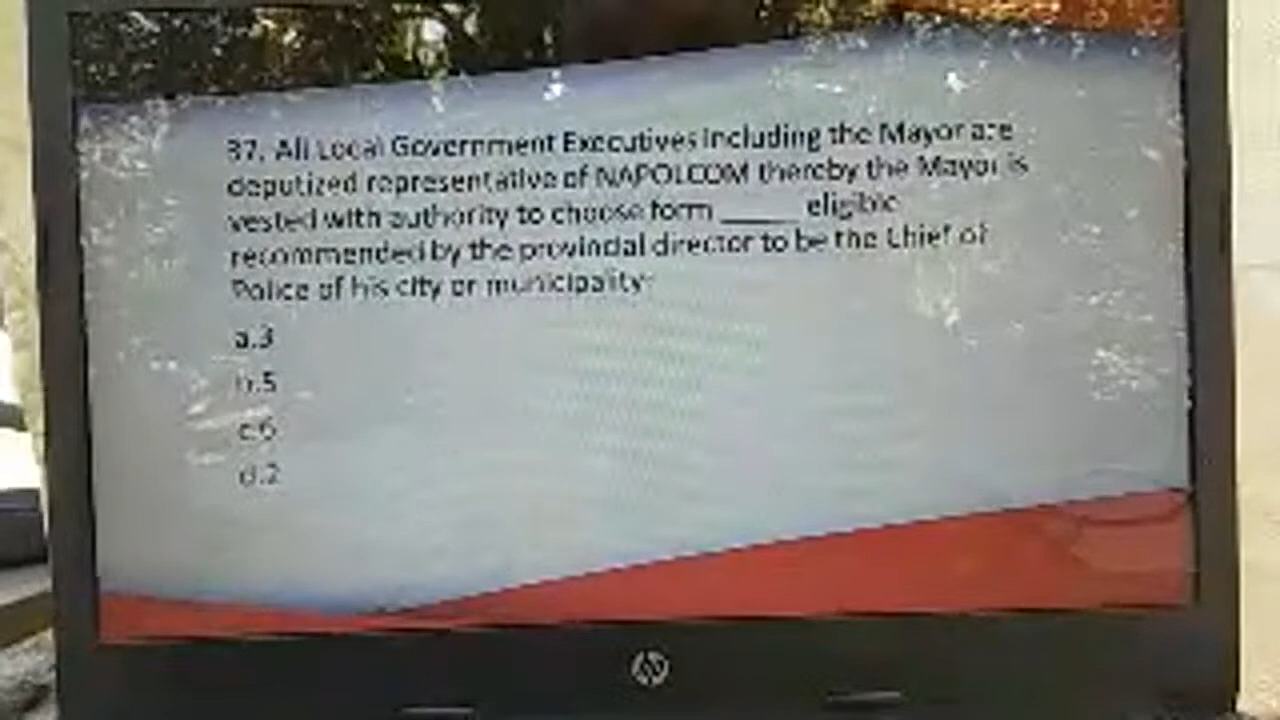 37. All Local Government Executives including the Mayor are
deputized representative of NAPOLCOM thereby the Mayor is
vested with authority to choose form _____ eligible
recommended by the provincial director to be the Chief of
Police of his city or municipality:
a.3
b.5
c.6
d.2
hp